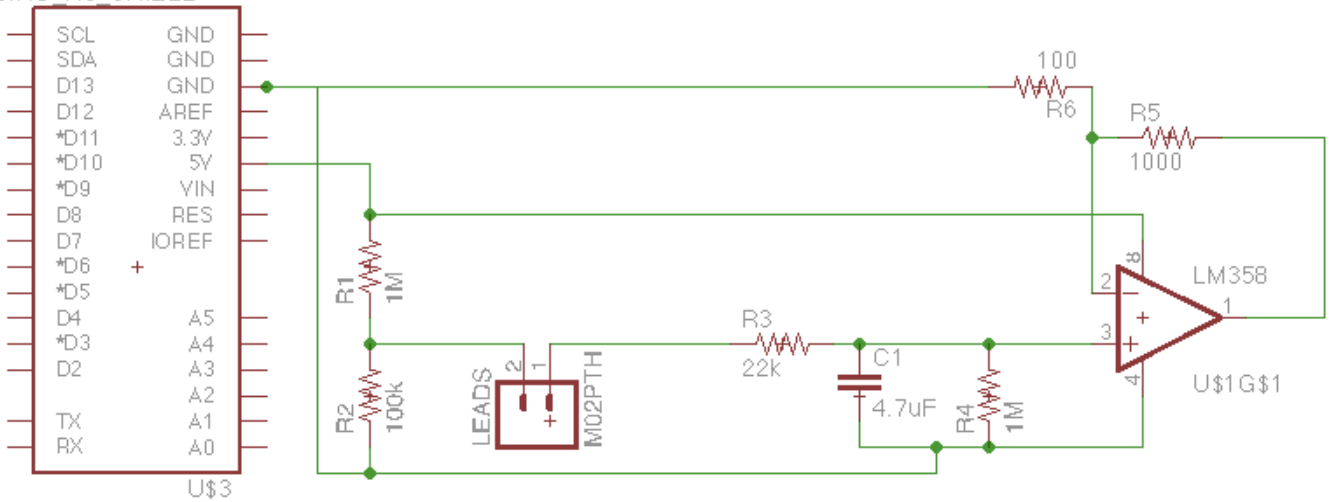 SCL GND
SDA GND
D13 GND
D12 AREF
*D11 3.3V
*D10 5V
*D9 VIN
D8 RES
D7 IOREF
*D6
*D5
D4 A5
*D3 A4
D2 A3
A2
TX A1
RX A0
U$3
R1
1M
R2
100k
LEADS
2
1
M02PTH
R3
22k
C1
4.7uF
R4
1M
100
R6
R5
1000
8
LM358
2
1
3
4
U$1G$1